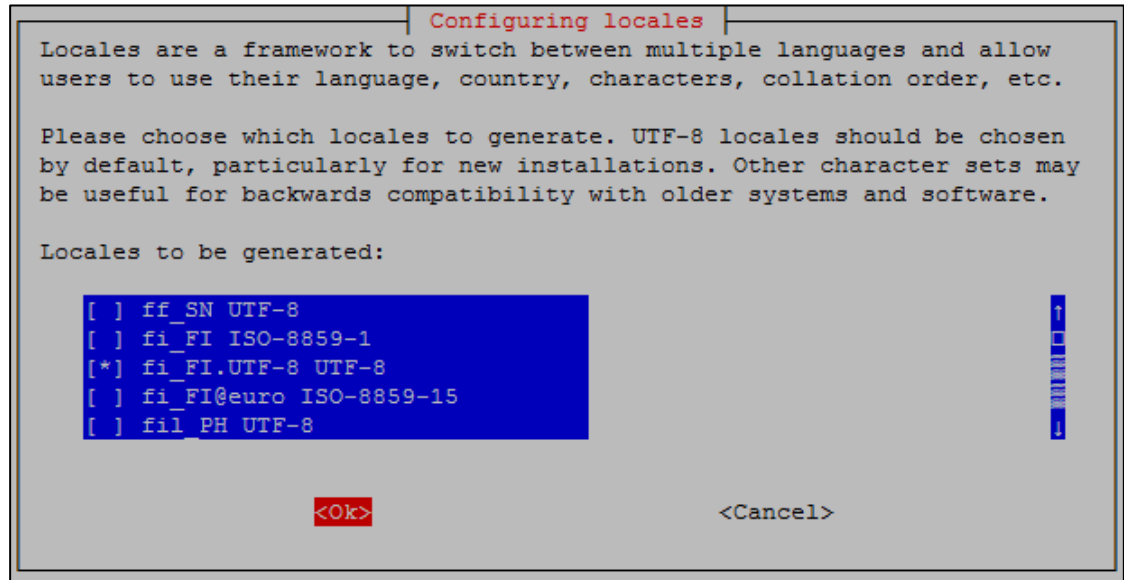 Configuring locales
Locales are a framework to switch between multiple languages and allow
users to use their language, country, characters, collation order, etc.
Please choose which locales to generate. UTF-8 locales should be chosen
by default, particularly for new installations. Other character sets may
be useful for backwards compatibility with older systems and software.
Locales to be generated:
[ ] ff_SN UTF-8
[ ] fi_FI ISO-8859-1
[*] fi_FI.UTF-8 UTF-8
[ ] fi_FI@euro ISO-8859-15
[ ] fil_PH UTF-8
<Ok> <Cancel>